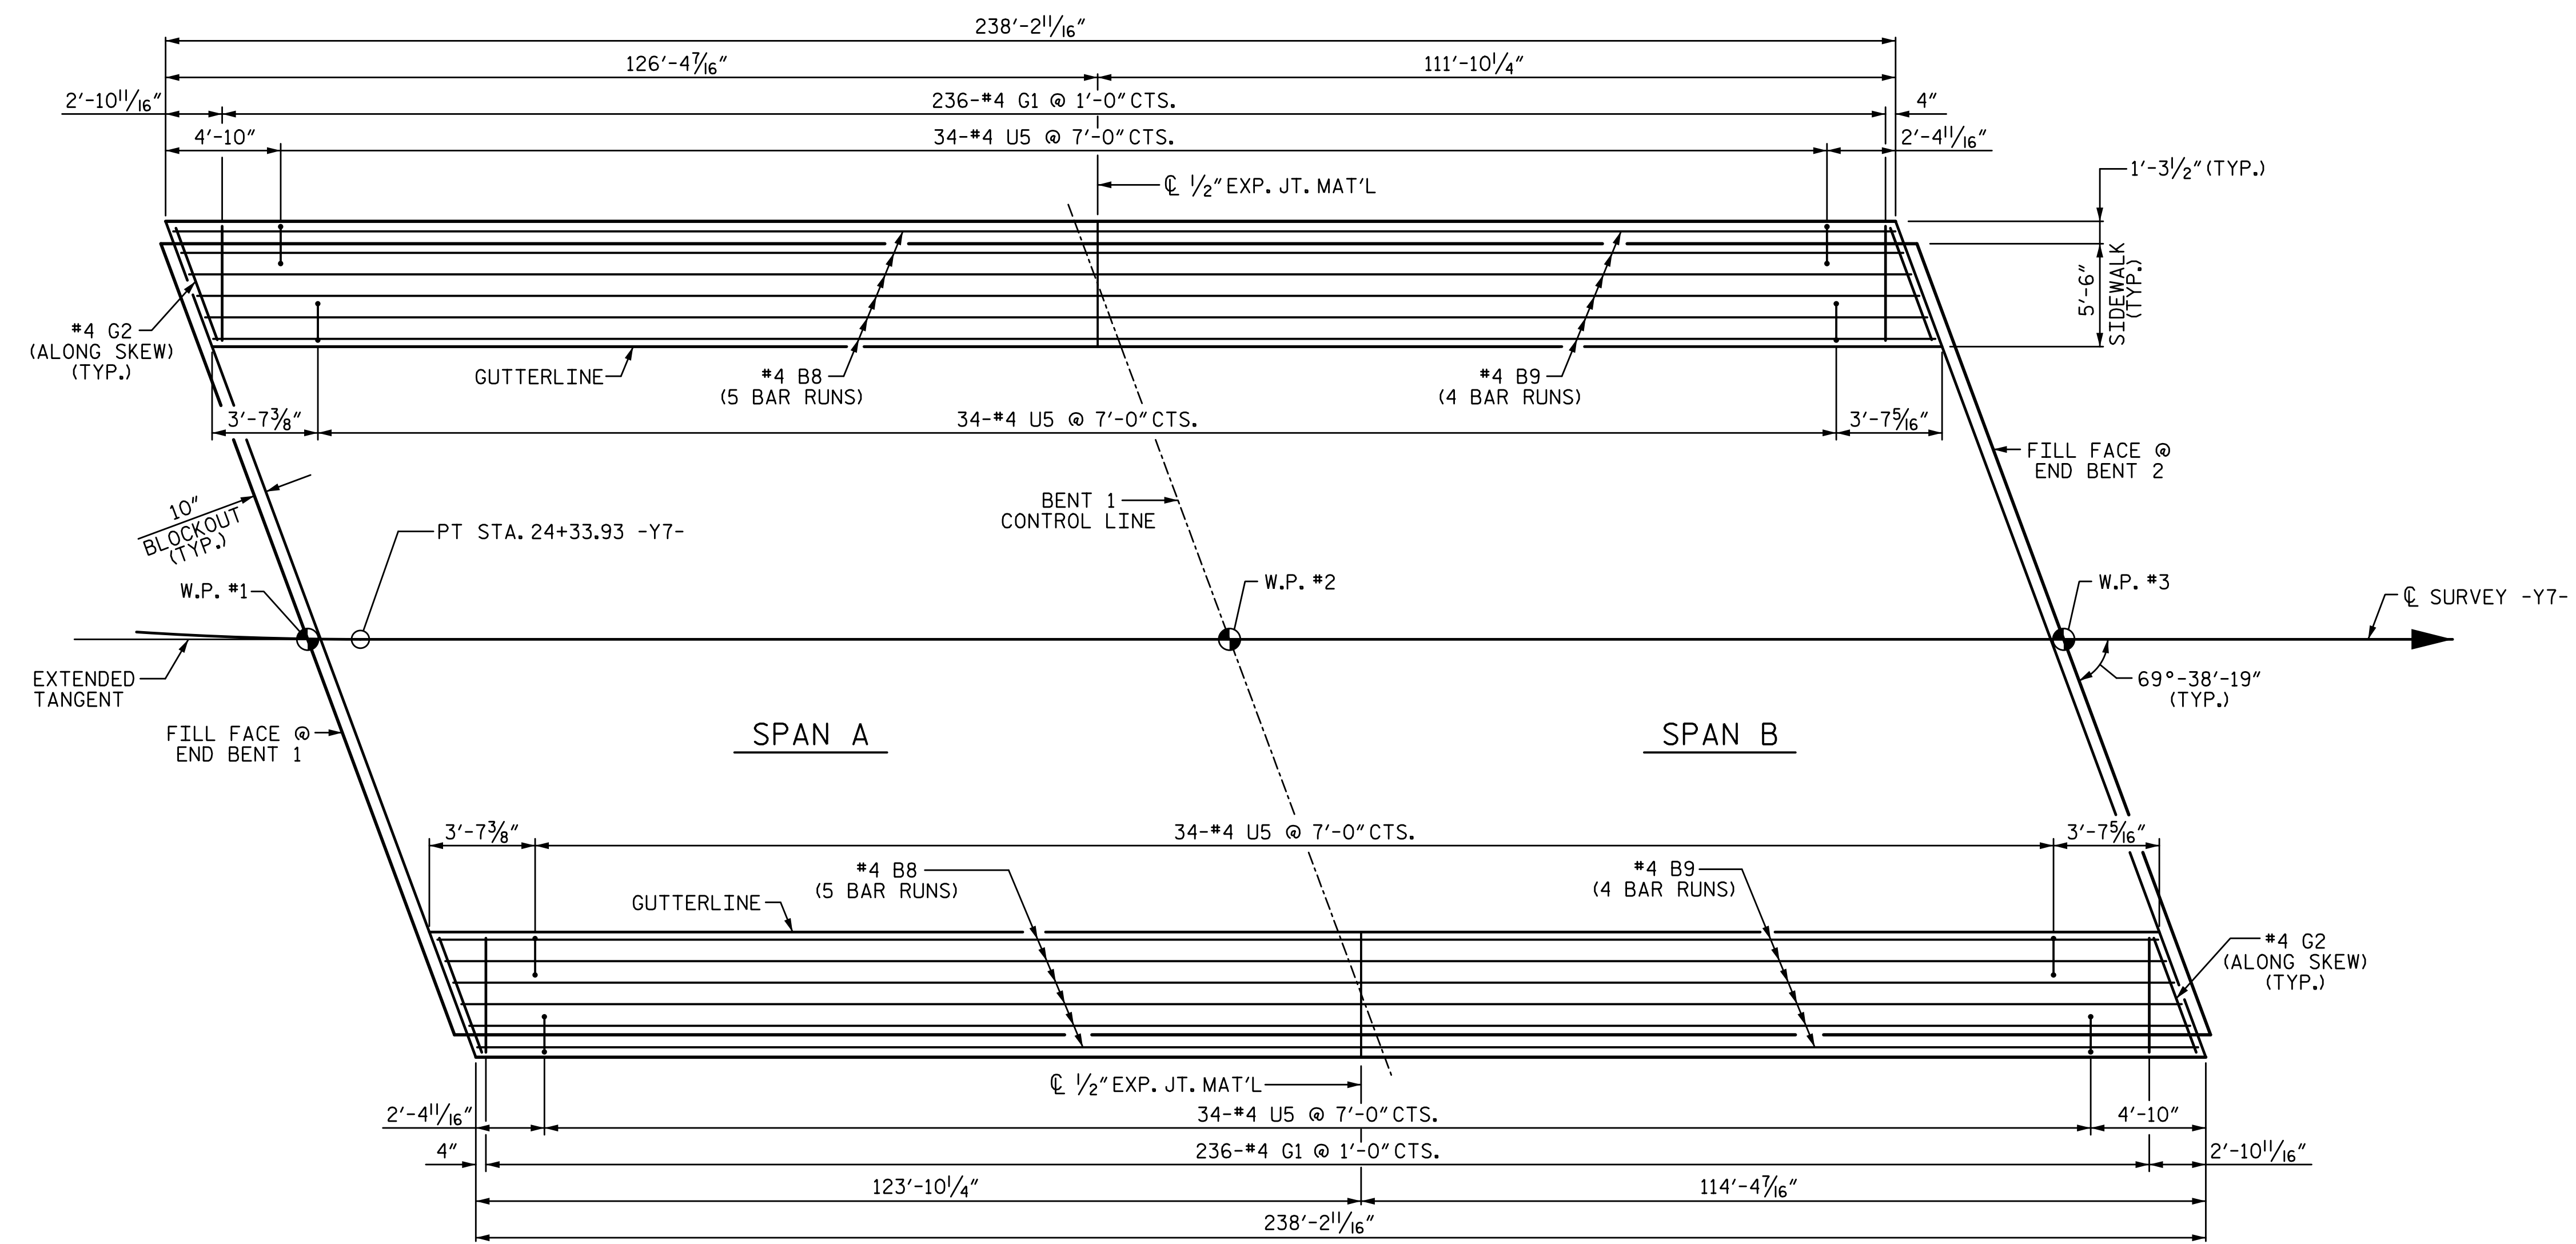 238'-2 11/16"
126'-4 7/16"
111'-10 1/4"
2'-10 11/16"
236-#4 G1 @ 1'-0" CTS.
4"
4'-10"
34-#4 U5 @ 7'-0" CTS.
2'-4 11/16"
1'-3 1/2" (TYP.)
℄ 1/2" EXP. JT. MAT'L
5'-6"
SIDEWALK
(TYP.)
#4 G2
(ALONG SKEW)
(TYP.)
GUTTERLINE
#4 B8
(5 BAR RUNS)
#4 B9
(4 BAR RUNS)
3'-7 3/8"
34-#4 U5 @ 7'-0" CTS.
3'-7 5/16"
FILL FACE @
END BENT 2
10"
BLOCKOUT
(TYP.)
BENT 1
CONTROL LINE
PT STA. 24+33.93 -Y7-
W.P. #1
W.P. #2
W.P. #3
℄ SURVEY -Y7-
EXTENDED
TANGENT
69°-38'-19"
(TYP.)
FILL FACE @
END BENT 1
SPAN A
SPAN B
3'-7 3/8"
34-#4 U5 @ 7'-0" CTS.
3'-7 5/16"
#4 B8
(5 BAR RUNS)
#4 B9
(4 BAR RUNS)
GUTTERLINE
#4 G2
(ALONG SKEW)
(TYP.)
℄ 1/2" EXP. JT. MAT'L
2'-4 11/16"
34-#4 U5 @ 7'-0" CTS.
4'-10"
4"
236-#4 G1 @ 1'-0" CTS.
2'-10 11/16"
123'-10 1/4"
114'-4 7/16"
238'-2 11/16"